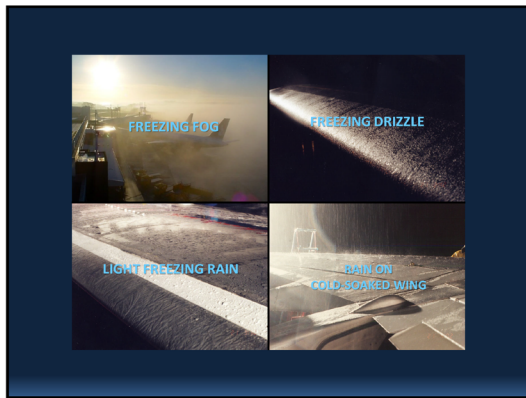 FREEZING FOG
FREEZING DRIZZLE
LIGHT FREEZING RAIN
RAIN ON
COLD-SOAKED WING